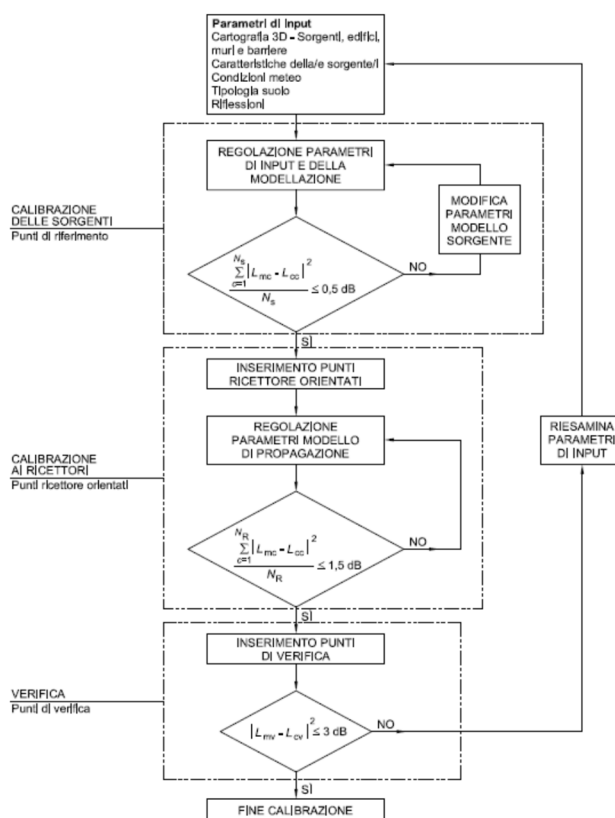 Parametri di input
Cartografia 3D - Sorgenti, edifici,
muri e barriere
Caratteristiche della/e sorgente/i
Condizioni meteo
Tipologia suolo
Riflessioni
REGOLAZIONE PARAMETRI
DI INPUT E DELLA
MODELLAZIONE
MODIFICA
PARAMETRI
MODELLO
SORGENTE
CALIBRAZIONE
DELLE SORGENTI
Punti di riferimento
NO
N_s
∑ |L_mc - L_cc|²
c=1
N_s
≤ 0,5 dB
SÌ
INSERIMENTO PUNTI
RICETTORE ORIENTATI
REGOLAZIONE
PARAMETRI MODELLO
DI PROPAGAZIONE
RIESAMINA
PARAMETRI
DI INPUT
CALIBRAZIONE
AI RICETTORI
Punti ricettore orientati
NO
N_R
∑ |L_mc - L_cc|²
c=1
N_R
≤ 1,5 dB
SÌ
INSERIMENTO PUNTI
DI VERIFICA
VERIFICA
Punti di verifica
NO
|L_mv - L_cv|² ≤ 3 dB
SÌ
FINE CALIBRAZIONE